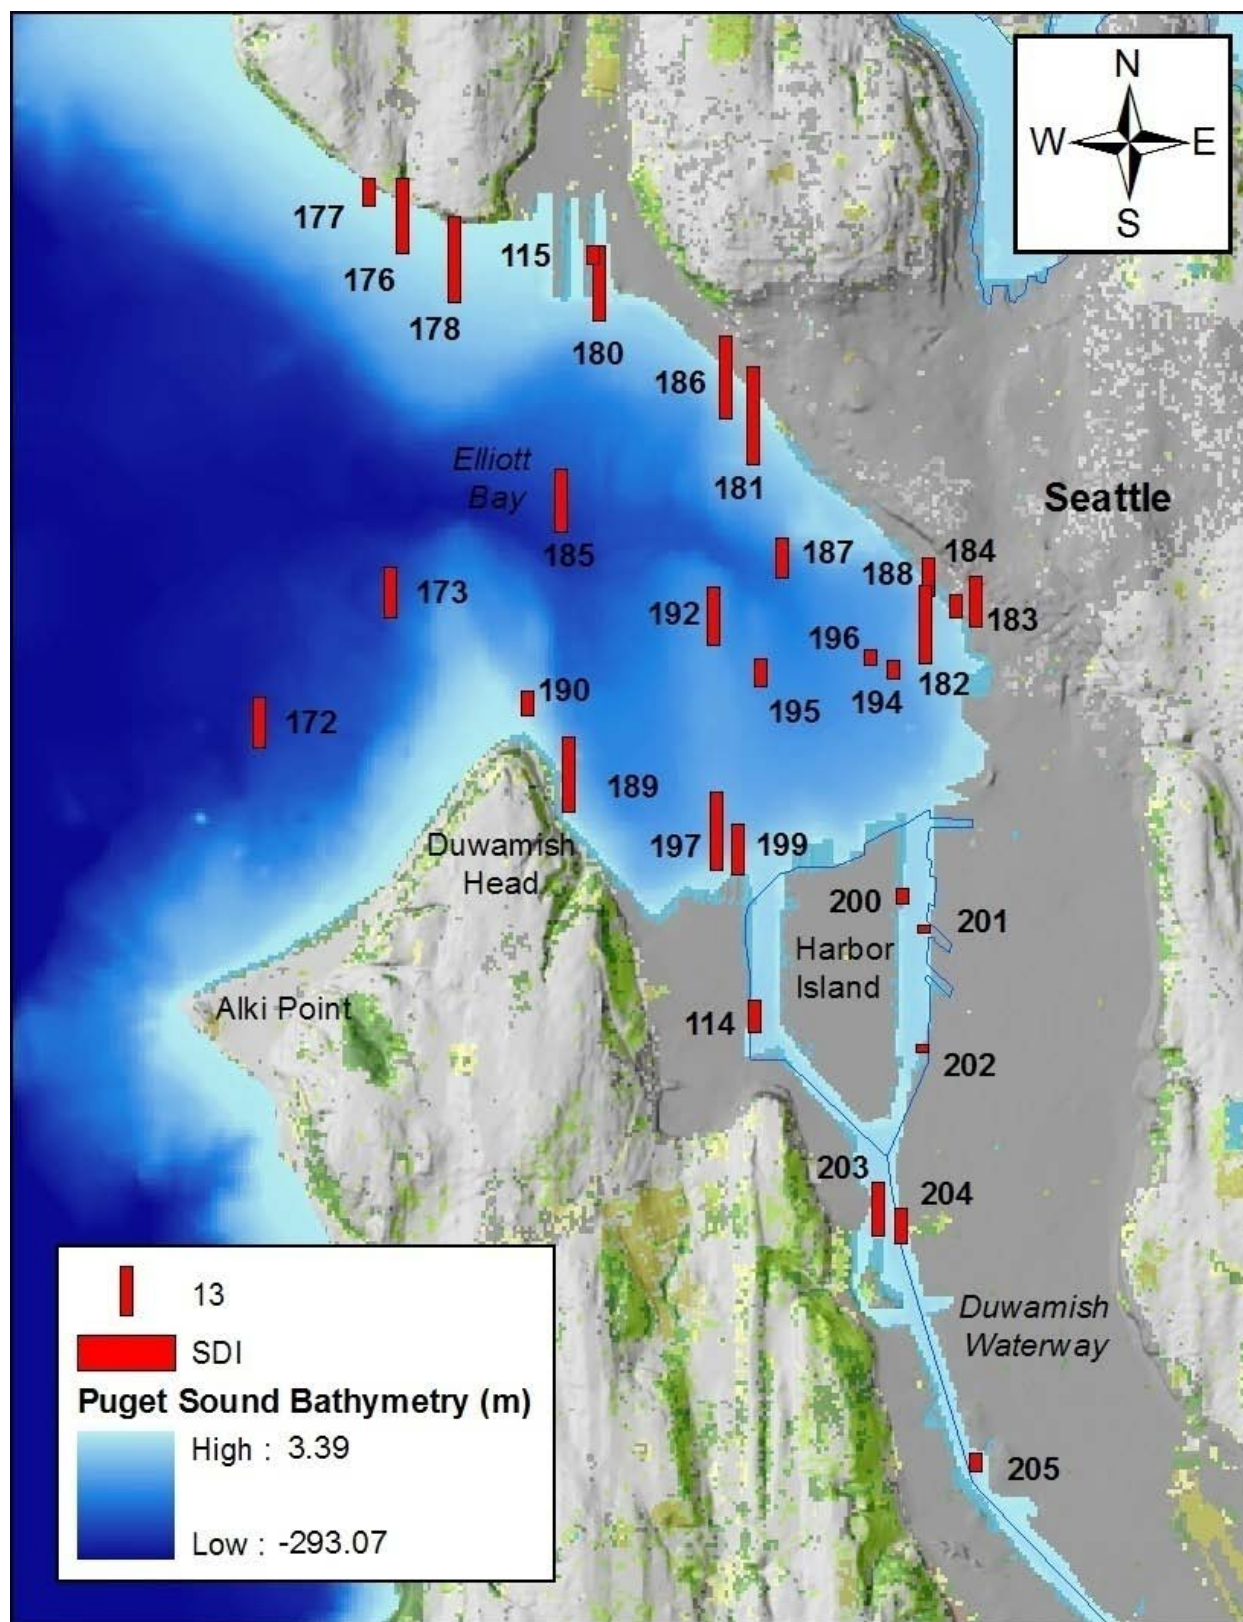 N
W E
S
177
176
178
115
180
186
181
Elliott
Bay
185
Seattle
187
184
188
173
192
183
196
190
182
194
195
172
189
Duwamish
Head
197
199
200
201
Harbor
Island
Alki Point
114
202
203
204
13
SDI
Duwamish
Waterway
Puget Sound Bathymetry (m)
High : 3.39
Low : -293.07
205